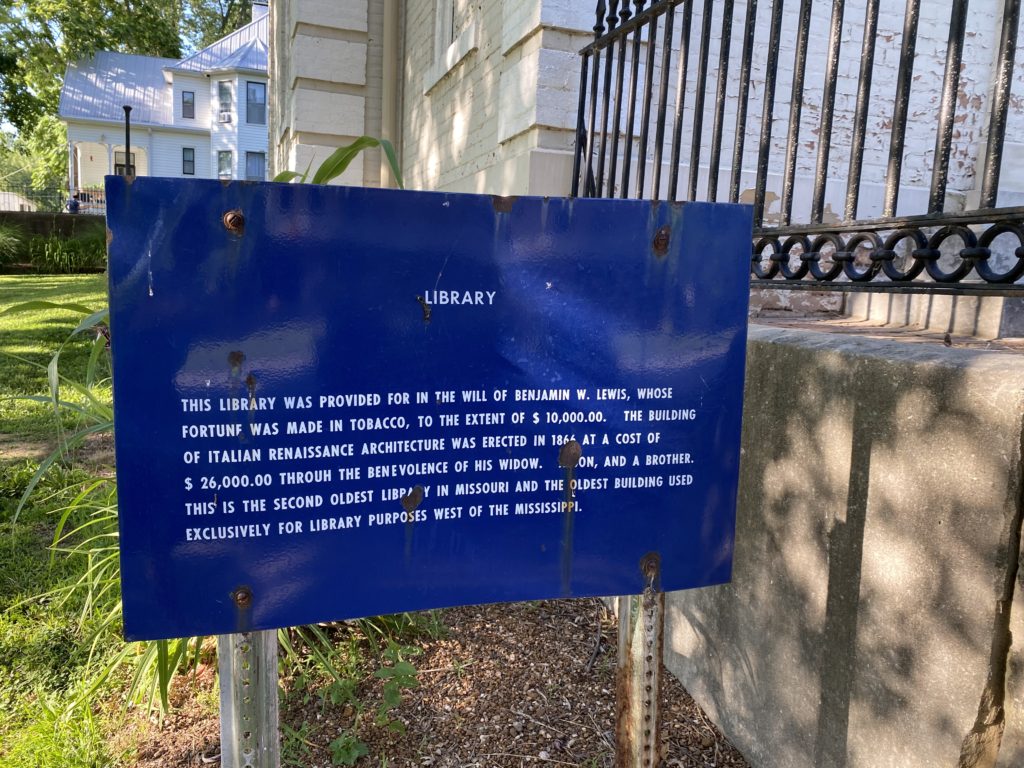 LIBRARY
THIS LIBRARY WAS PROVIDED FOR IN THE WILL OF BENJAMIN W. LEWIS, WHOSE
FORTUNE WAS MADE IN TOBACCO, TO THE EXTENT OF $ 10,000.00. THE BUILDING
OF ITALIAN RENAISSANCE ARCHITECTURE WAS ERECTED IN 1866 AT A COST OF
$ 26,000.00 THROUH THE BENEVOLENCE OF HIS WIDOW. SON, AND A BROTHER.
THIS IS THE SECOND OLDEST LIBRARY IN MISSOURI AND THE OLDEST BUILDING USED
EXCLUSIVELY FOR LIBRARY PURPOSES WEST OF THE MISSISSIPPI.